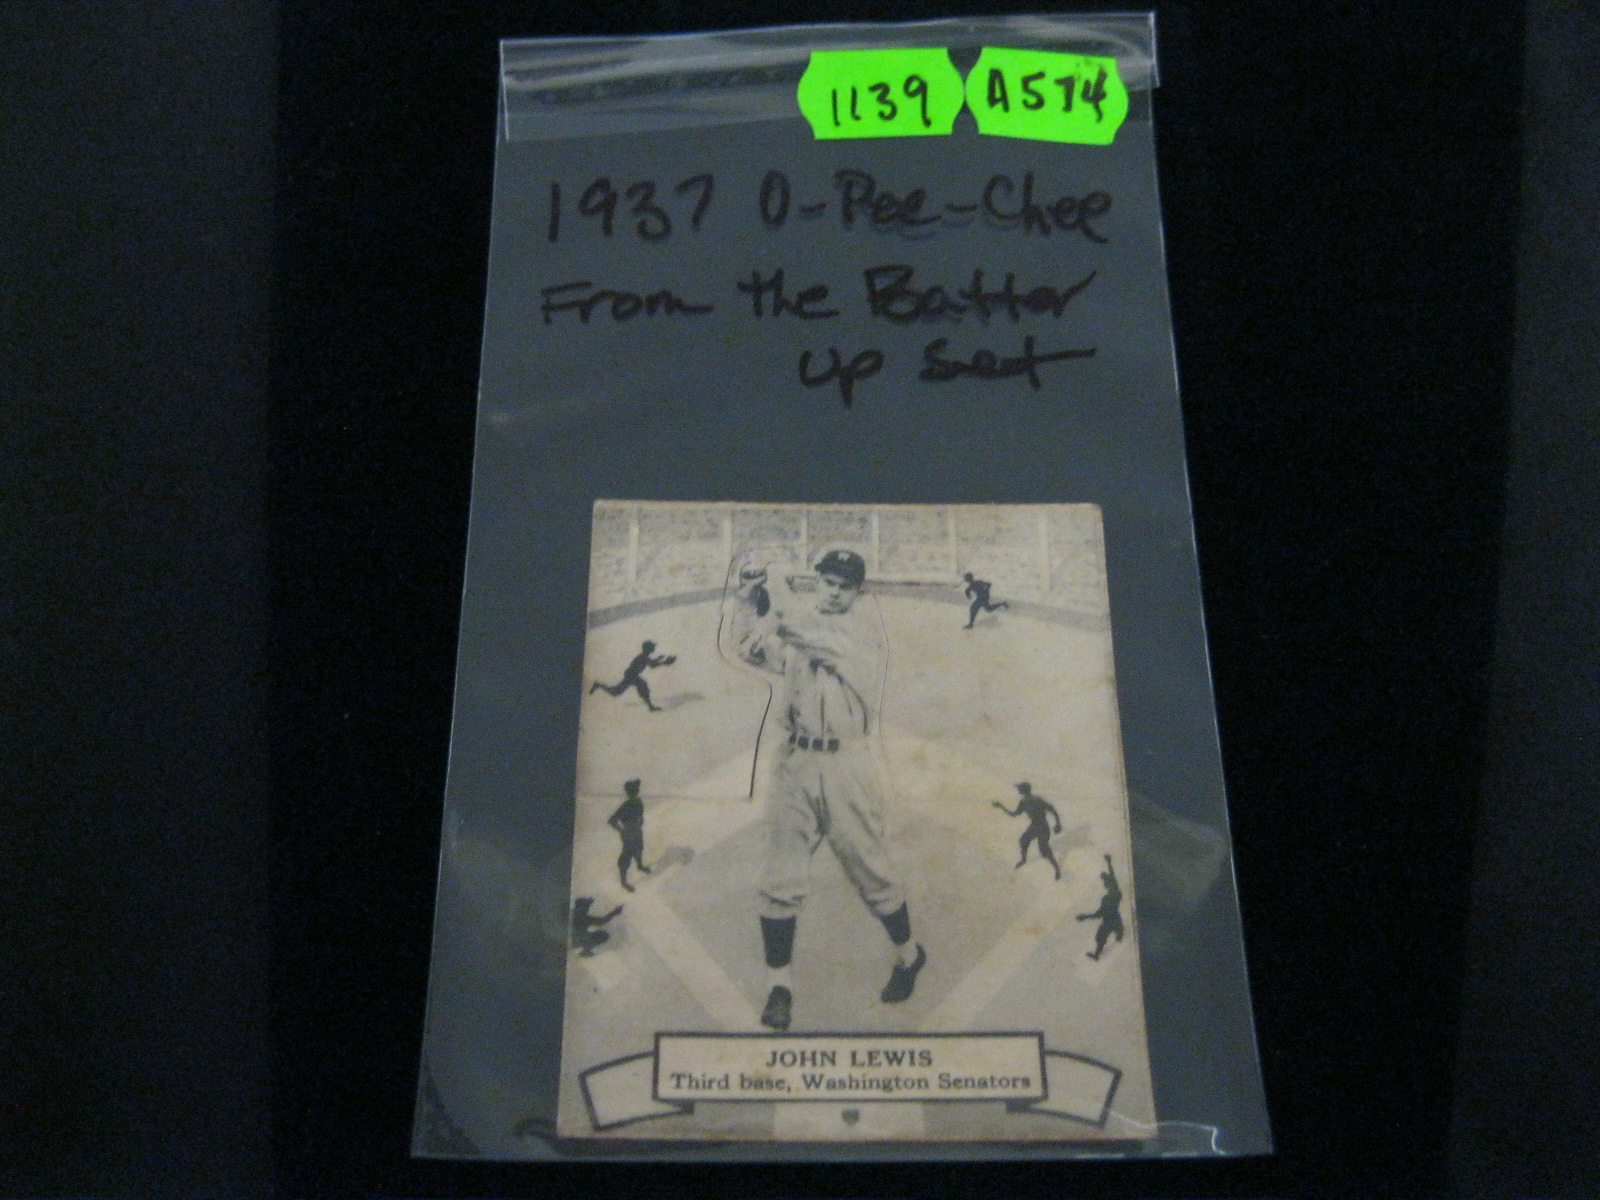 1139 A574
1937 O-Pee-Chee
From the Batter
up Set
JOHN LEWIS
Third base, Washington Senators